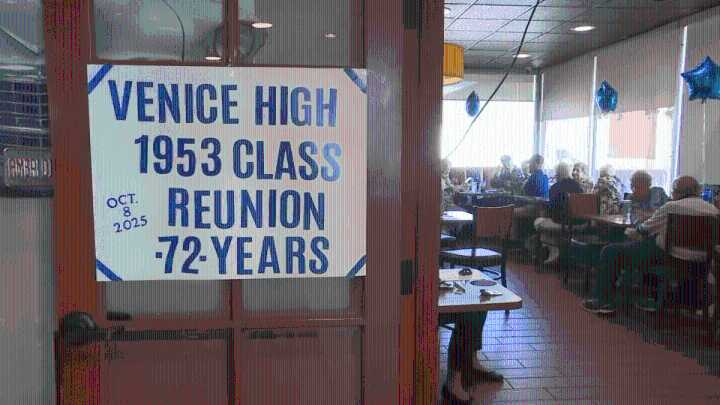 VENICE HIGH
1953 CLASS
REUNION
-72-YEARS
OCT.
8
2025